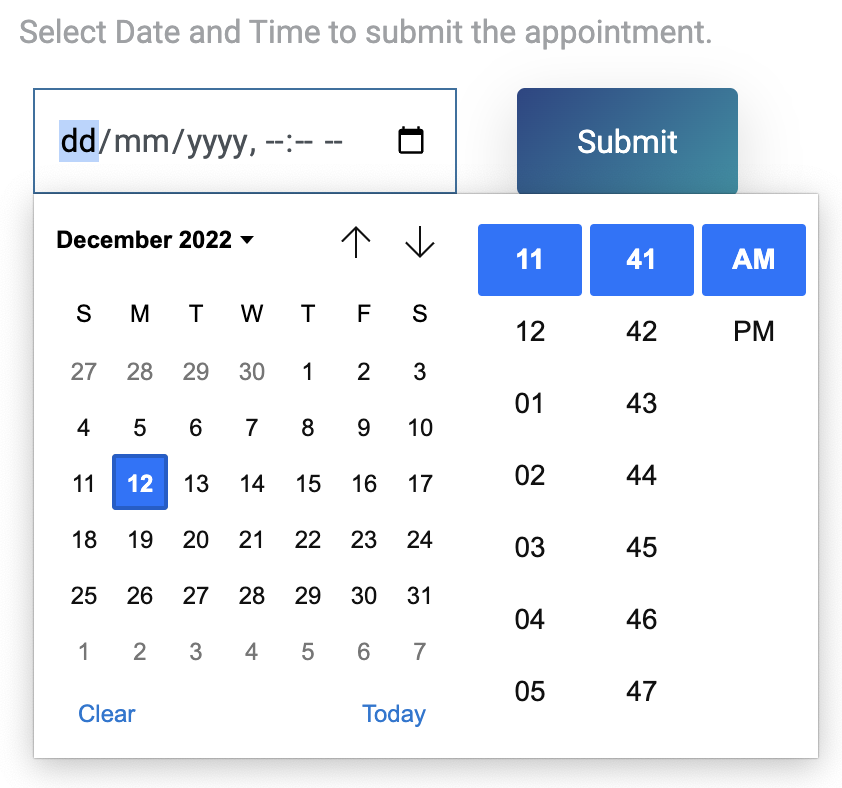 Select Date and Time to submit the appointment.
dd/mm/yyyy, --:-- --
Submit
December 2022
S M T W T F S
27 28 29 30 1 2 3
4 5 6 7 8 9 10
11 12 13 14 15 16 17
18 19 20 21 22 23 24
25 26 27 28 29 30 31
1 2 3 4 5 6 7
Clear Today
11 41 AM
12 42 PM
01 43
02 44
03 45
04 46
05 47